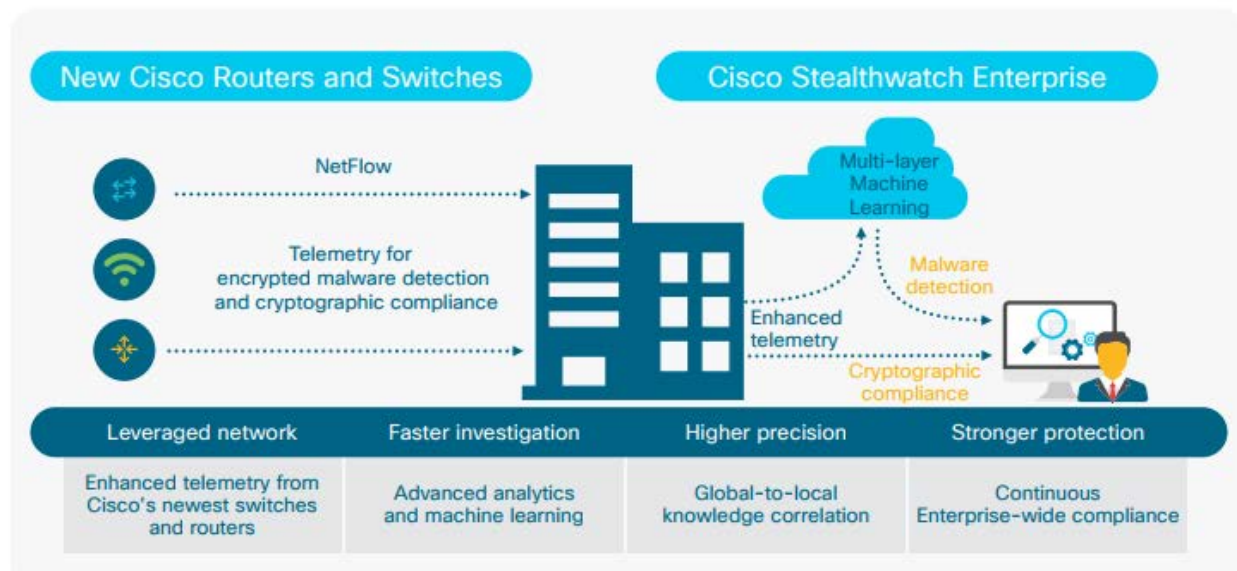 New Cisco Routers and Switches
Cisco Stealthwatch Enterprise
NetFlow
Telemetry for
encrypted malware detection
and cryptographic compliance
Multi-layer
Machine
Learning
Malware
detection
Enhanced
telemetry
Cryptographic
compliance
Leveraged network
Faster investigation
Higher precision
Stronger protection
Enhanced telemetry from
Cisco's newest switches
and routers
Advanced analytics
and machine learning
Global-to-local
knowledge correlation
Continuous
Enterprise-wide compliance